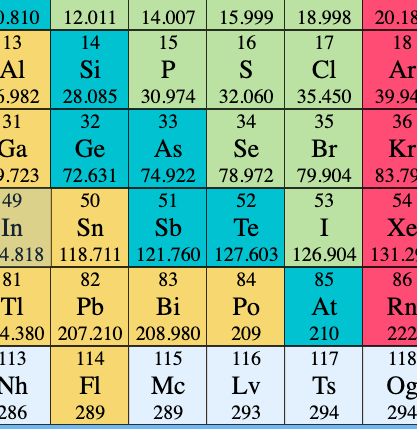 0.810 12.011 14.007 15.999 18.998 20.18
13 14 15 16 17 18
Al Si P S Cl Ar
6.982 28.085 30.974 32.060 35.450 39.94
31 32 33 34 35 36
Ga Ge As Se Br Kr
9.723 72.631 74.922 78.972 79.904 83.79
49 50 51 52 53 54
In Sn Sb Te I Xe
4.818 118.711 121.760 127.603 126.904 131.29
81 82 83 84 85 86
Tl Pb Bi Po At Rn
4.380 207.210 208.980 209 210 222
113 114 115 116 117 118
Nh Fl Mc Lv Ts Og
286 289 289 293 294 294